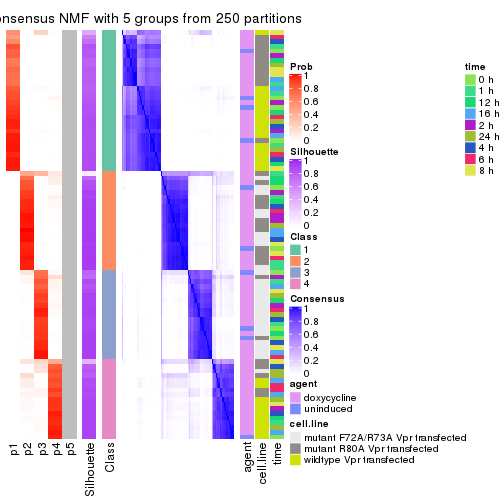 onsensus NMF with 5 groups from 250 partitions
Prob
1
0.8
0.6
0.4
0.2
0
Silhouette
1
0.8
0.6
0.4
0.2
0
Class
1
2
3
4
Consensus
1
0.8
0.6
0.4
0.2
0
agent
doxycycline
uninduced
cell.line
mutant F72A/R73A Vpr transfected
mutant R80A Vpr transfected
wildtype Vpr transfected
time
0 h
1 h
12 h
16 h
2 h
24 h
4 h
6 h
8 h
p1
p2
p3
p4
p5
Silhouette
Class
agent
cell.line
time